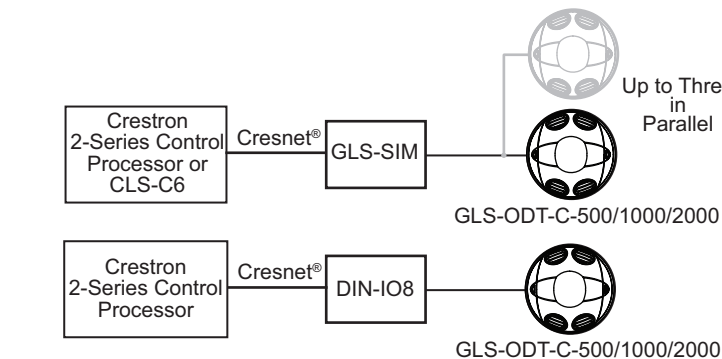 Up to Thre
in
Parallel
Crestron
2-Series Control
Processor or
CLS-C6
Cresnet®
GLS-SIM
GLS-ODT-C-500/1000/2000
Crestron
2-Series Control
Processor
Cresnet®
DIN-IO8
GLS-ODT-C-500/1000/2000